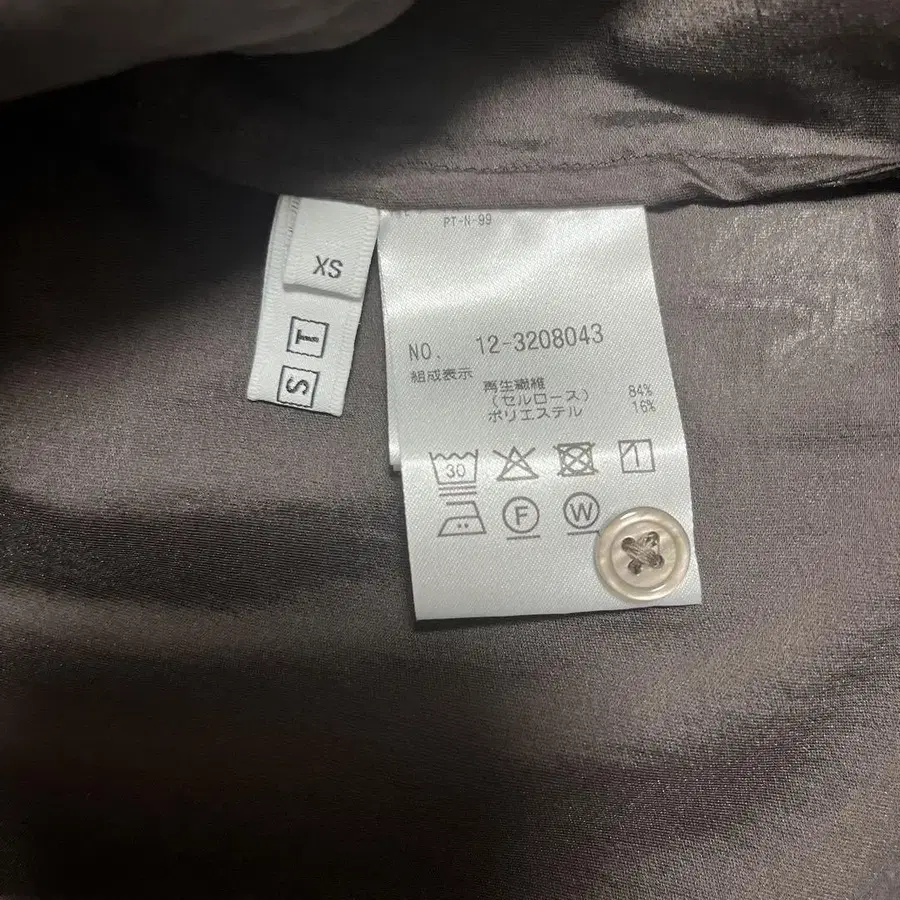 XS
T
S
PT-N-99
NO. 12-3208043
組成表示
再生繊維
(セルロース) 84%
ポリエステル 16%
30
F W